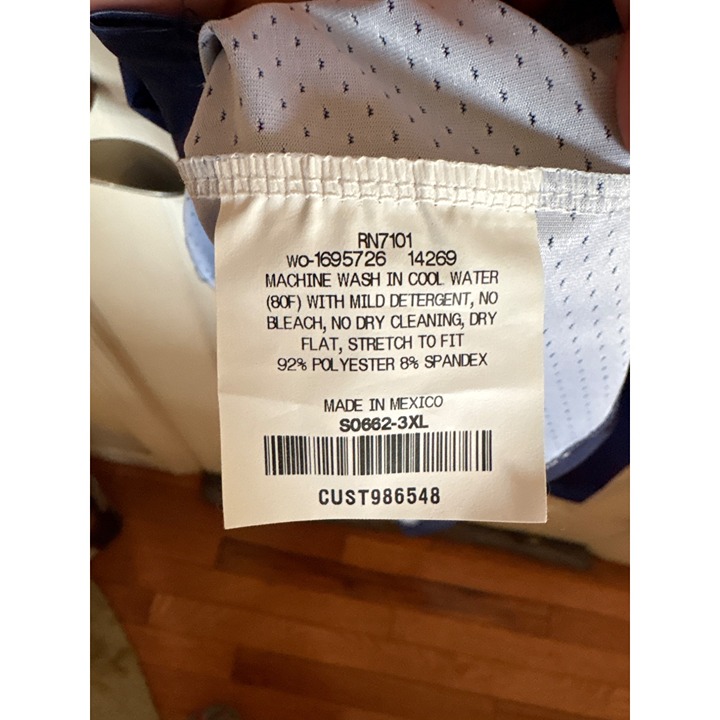 RN7101
WO-1695726 14269
MACHINE WASH IN COOL WATER
(80F) WITH MILD DETERGENT, NO
BLEACH, NO DRY CLEANING, DRY
FLAT, STRETCH TO FIT
92% POLYESTER 8% SPANDEX
MADE IN MEXICO
S0662-3XL
CUST986548